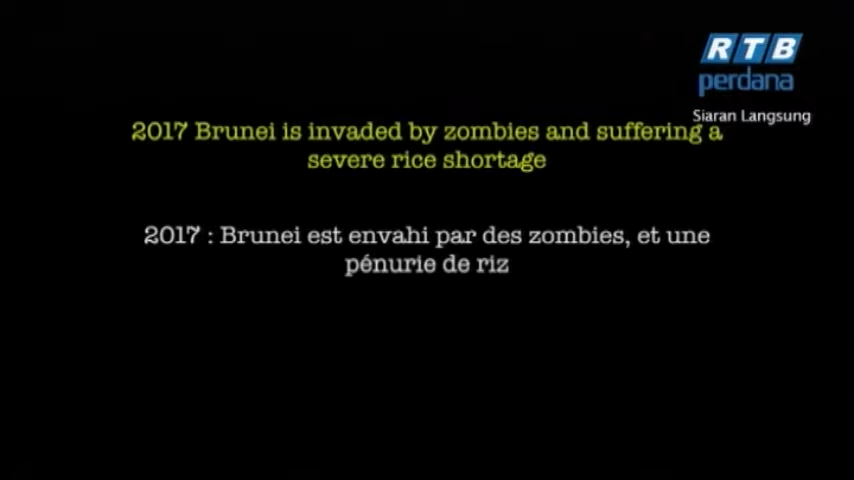 RTB
perdana
Siaran Langsung
2017 Brunei is invaded by zombies and suffering a
severe rice shortage
2017 : Brunei est envahi par des zombies, et une
pénurie de riz